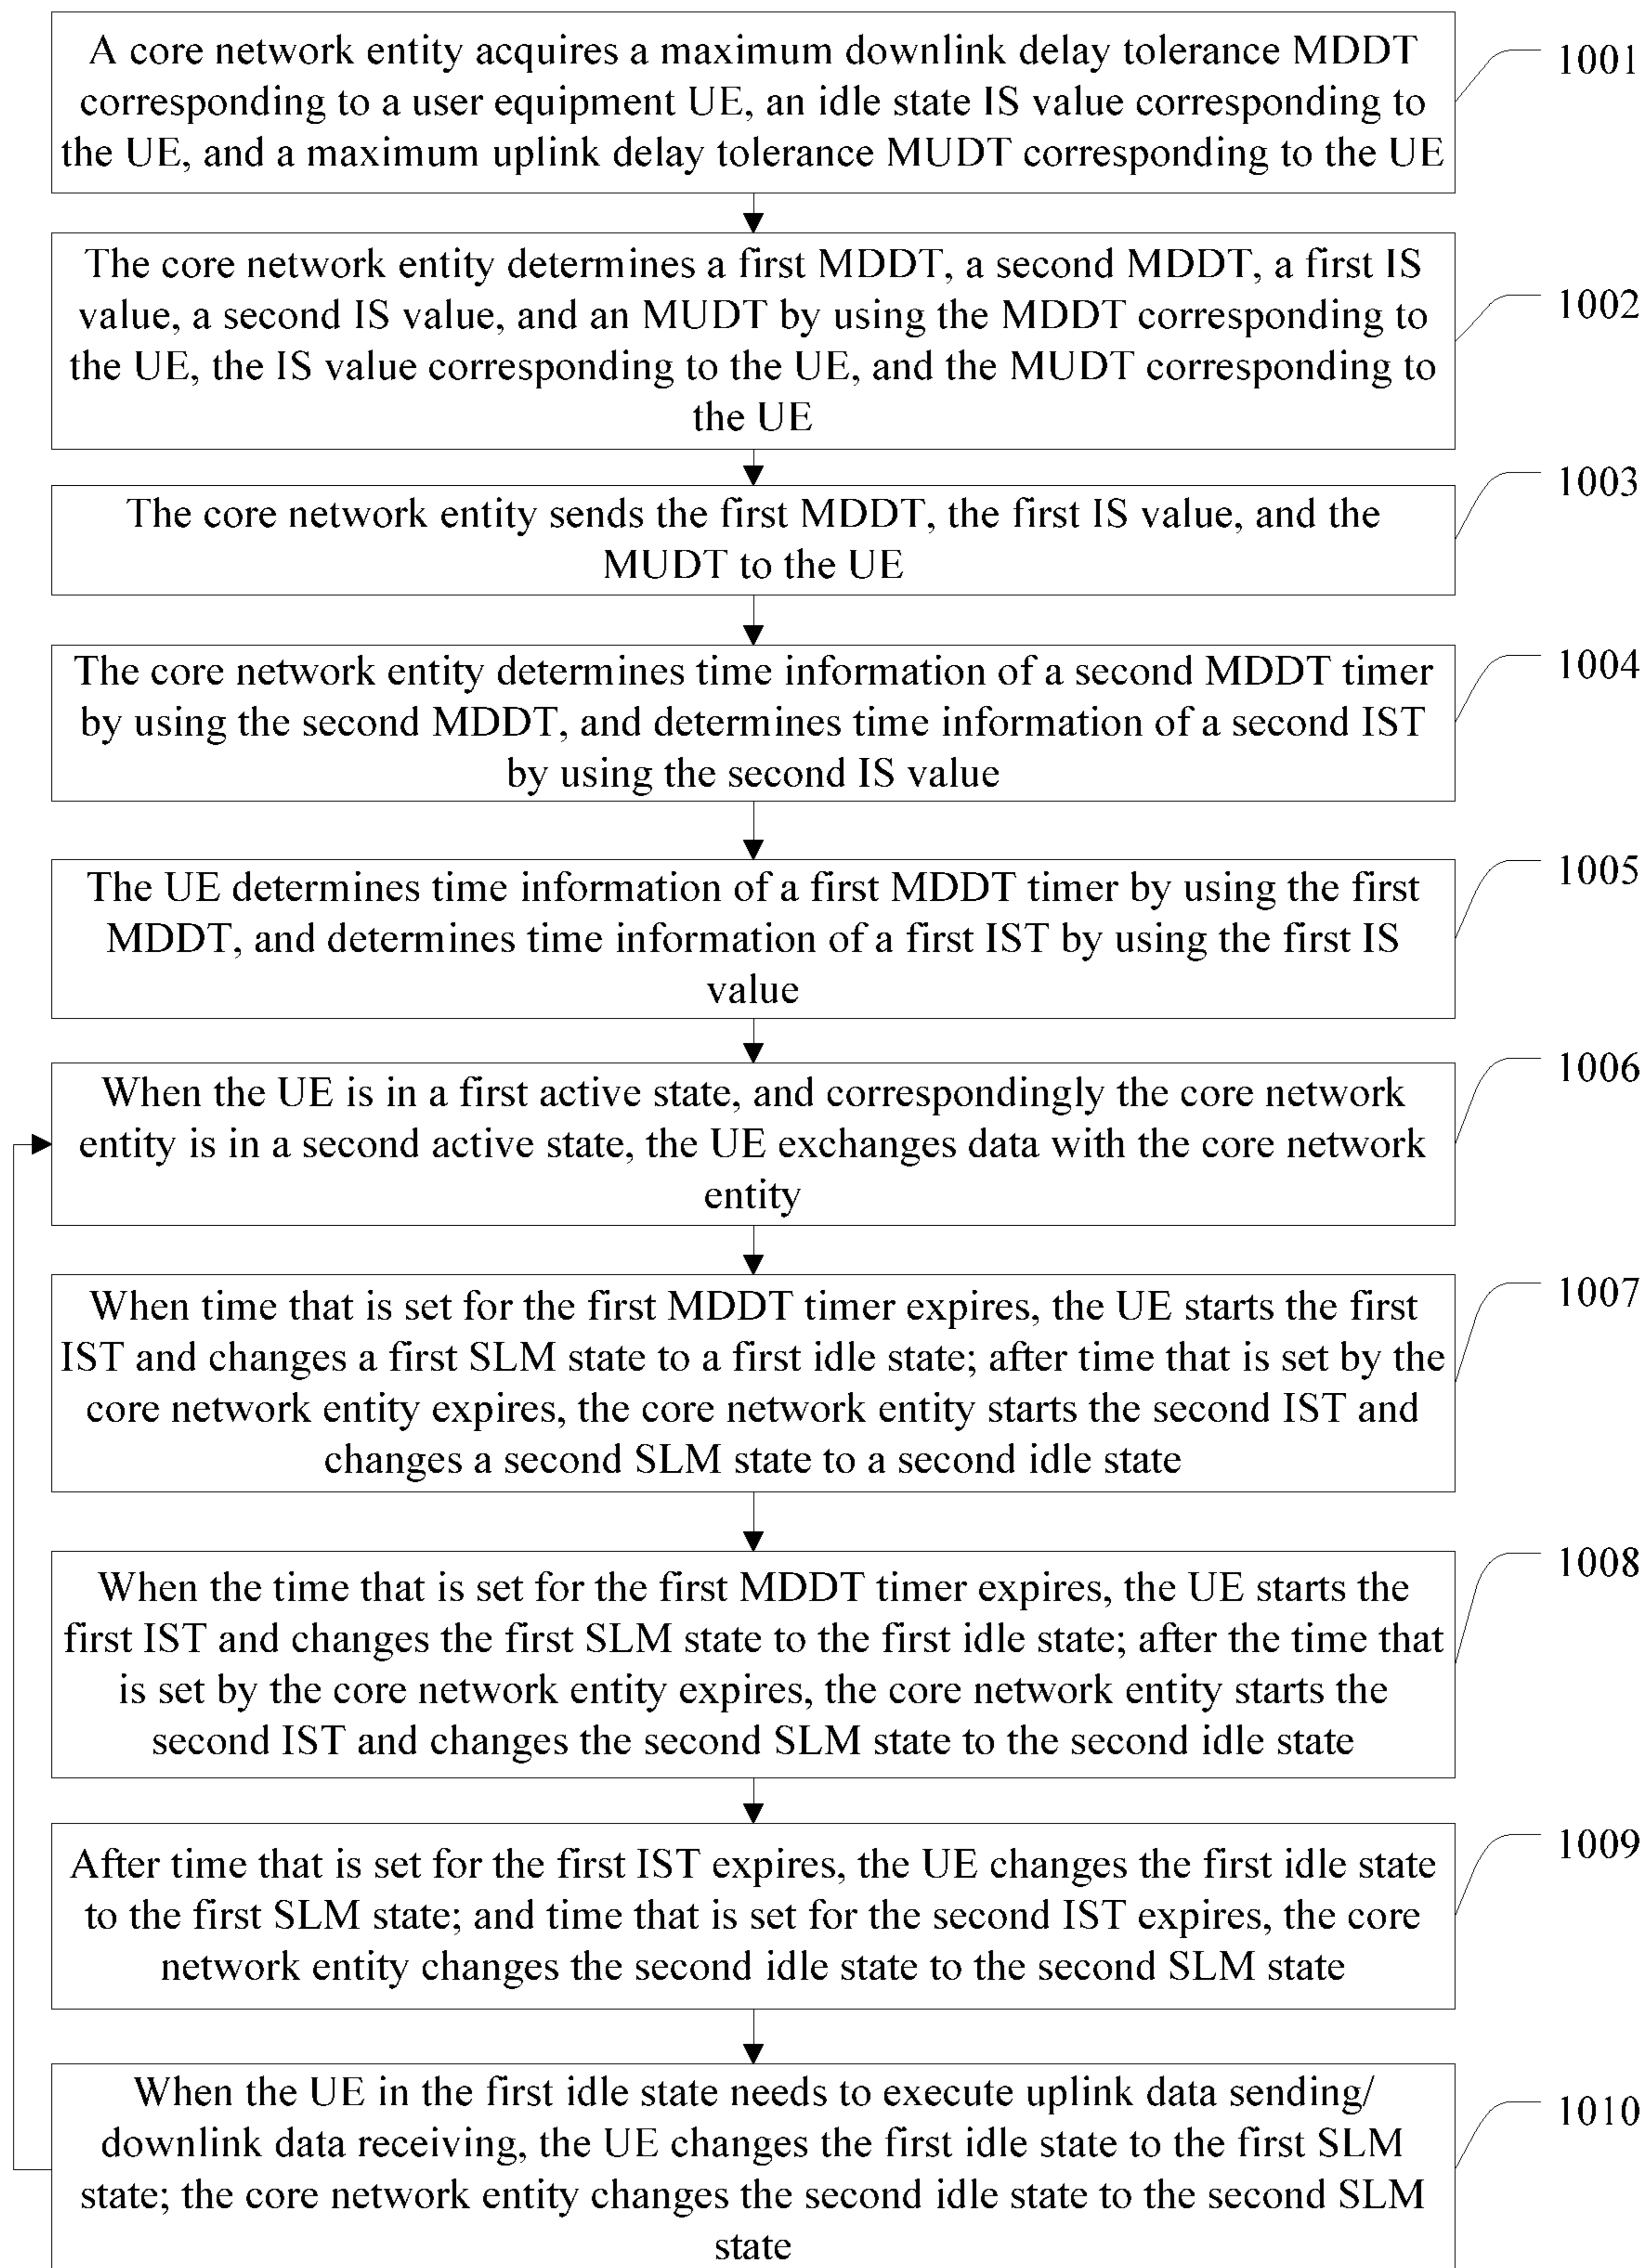 A core network entity acquires a maximum downlink delay tolerance MDDT
corresponding to a user equipment UE, an idle state IS value corresponding to
the UE, and a maximum uplink delay tolerance MUDT corresponding to the UE
1001
The core network entity determines a first MDDT, a second MDDT, a first IS
value, a second IS value, and an MUDT by using the MDDT corresponding to
the UE, the IS value corresponding to the UE, and the MUDT corresponding to
the UE
1002
The core network entity sends the first MDDT, the first IS value, and the
MUDT to the UE
1003
The core network entity determines time information of a second MDDT timer
by using the second MDDT, and determines time information of a second IST
by using the second IS value
1004
The UE determines time information of a first MDDT timer by using the first
MDDT, and determines time information of a first IST by using the first IS
value
1005
When the UE is in a first active state, and correspondingly the core network
entity is in a second active state, the UE exchanges data with the core network
entity
1006
When time that is set for the first MDDT timer expires, the UE starts the first
IST and changes a first SLM state to a first idle state; after time that is set by the
core network entity expires, the core network entity starts the second IST and
changes a second SLM state to a second idle state
1007
When the time that is set for the first MDDT timer expires, the UE starts the
first IST and changes the first SLM state to the first idle state; after the time that
is set by the core network entity expires, the core network entity starts the
second IST and changes the second SLM state to the second idle state
1008
After time that is set for the first IST expires, the UE changes the first idle state
to the first SLM state; and time that is set for the second IST expires, the core
network entity changes the second idle state to the second SLM state
1009
When the UE in the first idle state needs to execute uplink data sending/
downlink data receiving, the UE changes the first idle state to the first SLM
state; the core network entity changes the second idle state to the second SLM
state
1010